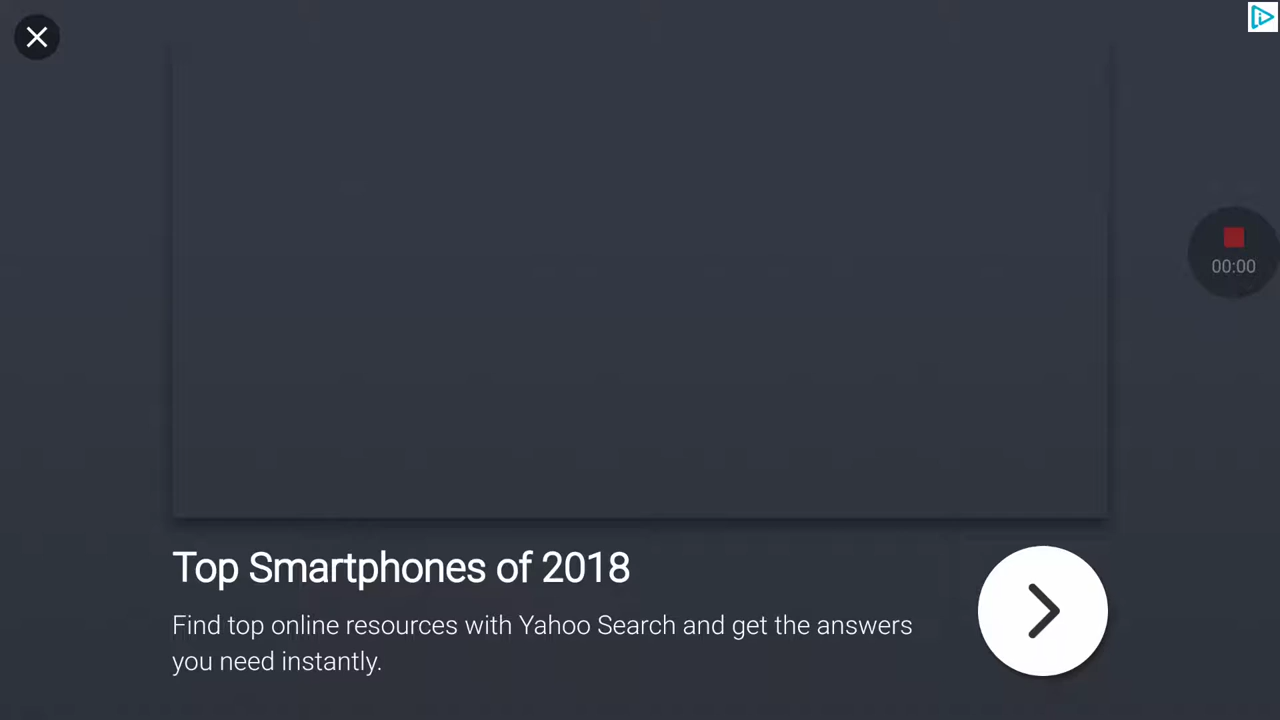 00:00
Top Smartphones of 2018
Find top online resources with Yahoo Search and get the answers
you need instantly.